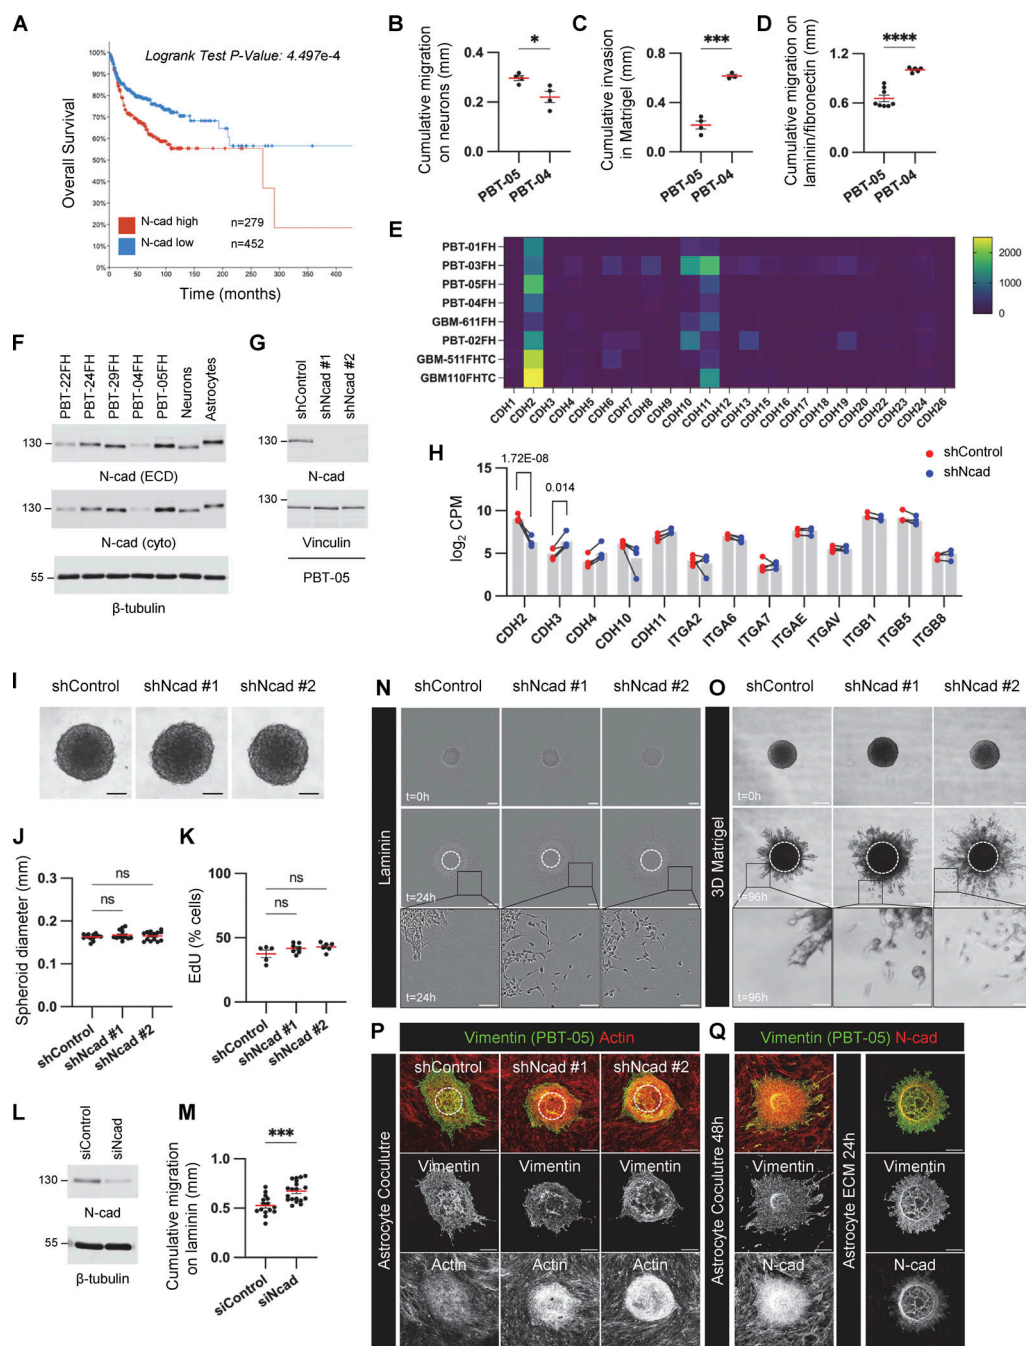 A
Logrank Test P-Value: 4.497e-4
Overall Survival
100%
90%
80%
70%
60%
50%
40%
30%
20%
10%
0%
N-cad high n=279
N-cad low n=452
0 50 100 150 200 250 300 350 400
Time (months)
B
Cumulative migration
on neurons (mm)
*
0.4
0.2
0.0
PBT-05
PBT-04
C
Cumulative invasion
in Matrigel (mm)
***
0.8
0.4
0.0
PBT-05
PBT-04
D
Cumulative migration on
laminin/fibronectin (mm)
****
1.2
0.6
0.0
PBT-05
PBT-04
E
PBT-01FH
PBT-03FH
PBT-05FH
PBT-04FH
GBM-611FH
PBT-02FH
GBM-511FHTC
GBM110FHTC
CDH1
CDH2
CDH3
CDH4
CDH5
CDH6
CDH7
CDH8
CDH9
CDH10
CDH11
CDH12
CDH13
CDH15
CDH16
CDH17
CDH18
CDH19
CDH20
CDH22
CDH23
CDH24
CDH26
2000
1000
0
F
PBT-22FH
PBT-24FH
PBT-29FH
PBT-04FH
PBT-05FH
Neurons
Astrocytes
130
N-cad (ECD)
130
N-cad (cyto)
55
β-tubulin
G
shControl
shNcad #1
shNcad #2
130
N-cad
130
Vinculin
PBT-05
H
shControl
shNcad
1.72E-08
0.014
log2 CPM
15
10
5
0
CDH2
CDH3
CDH4
CDH10
CDH11
ITGA2
ITGA6
ITGA7
ITGAE
ITGAV
ITGB1
ITGB5
ITGB8
I
shControl shNcad #1 shNcad #2
J
Spheroid diameter (mm)
ns
ns
0.3
0.2
0.1
0.0
shControl
shNcad #1
shNcad #2
K
EdU (% cells)
ns
ns
100
50
0
shControl
shNcad #1
shNcad #2
L
siControl
siNcad
130
N-cad
55
β-tubulin
M
Cumulative migration
on laminin (mm)
***
1.0
0.5
0.0
siControl
siNcad
N
shControl shNcad #1 shNcad #2
Laminin
t=0h
t=24h
t=24h
O
shControl shNcad #1 shNcad #2
3D Matrigel
t=0h
t=96h
t=96h
P
Vimentin (PBT-05) Actin
Astrocyte Cocoulutre
shControl shNcad #1 shNcad #2
Vimentin Vimentin Vimentin
Actin Actin Actin
Q
Vimentin (PBT-05) N-cad
Astrocyte Cocoulutre 48h
Astrocyte ECM 24h
Vimentin Vimentin
N-cad N-cad